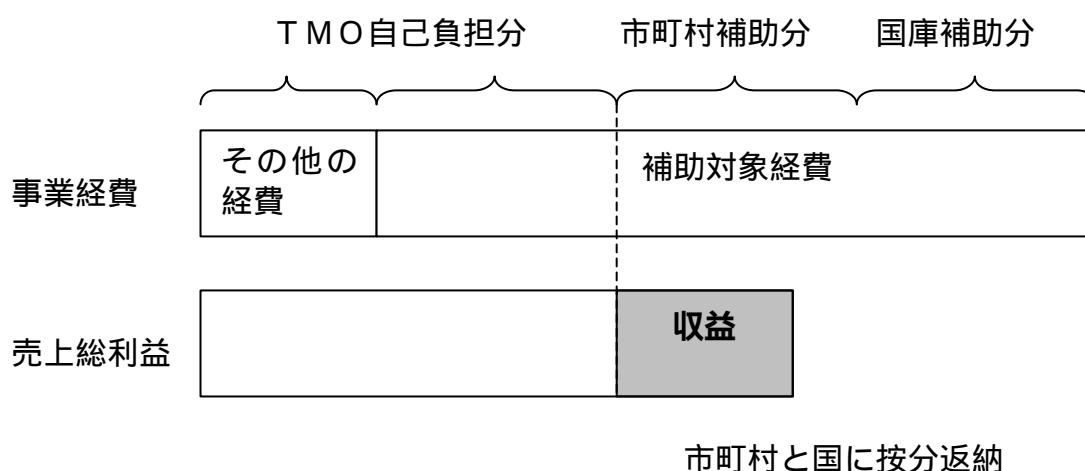 ＴＭＯ自己負担分 市町村補助分 国庫補助分
事業経費
その他の
経費
補助対象経費
売上総利益
収益
市町村と国に按分返納